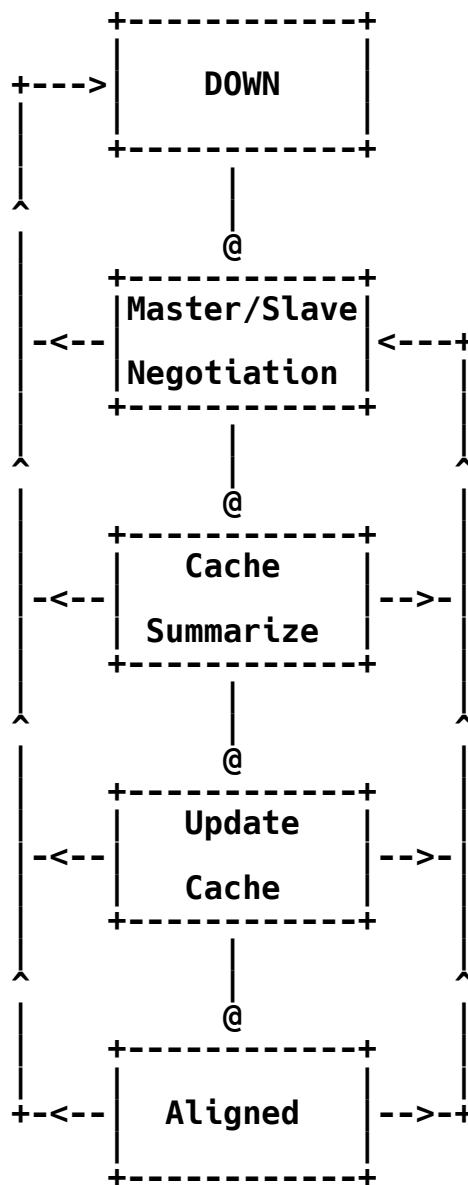 DOWN
@
Master/Slave
Negotiation
@
Cache
Summarize
@
Update
Cache
@
Aligned